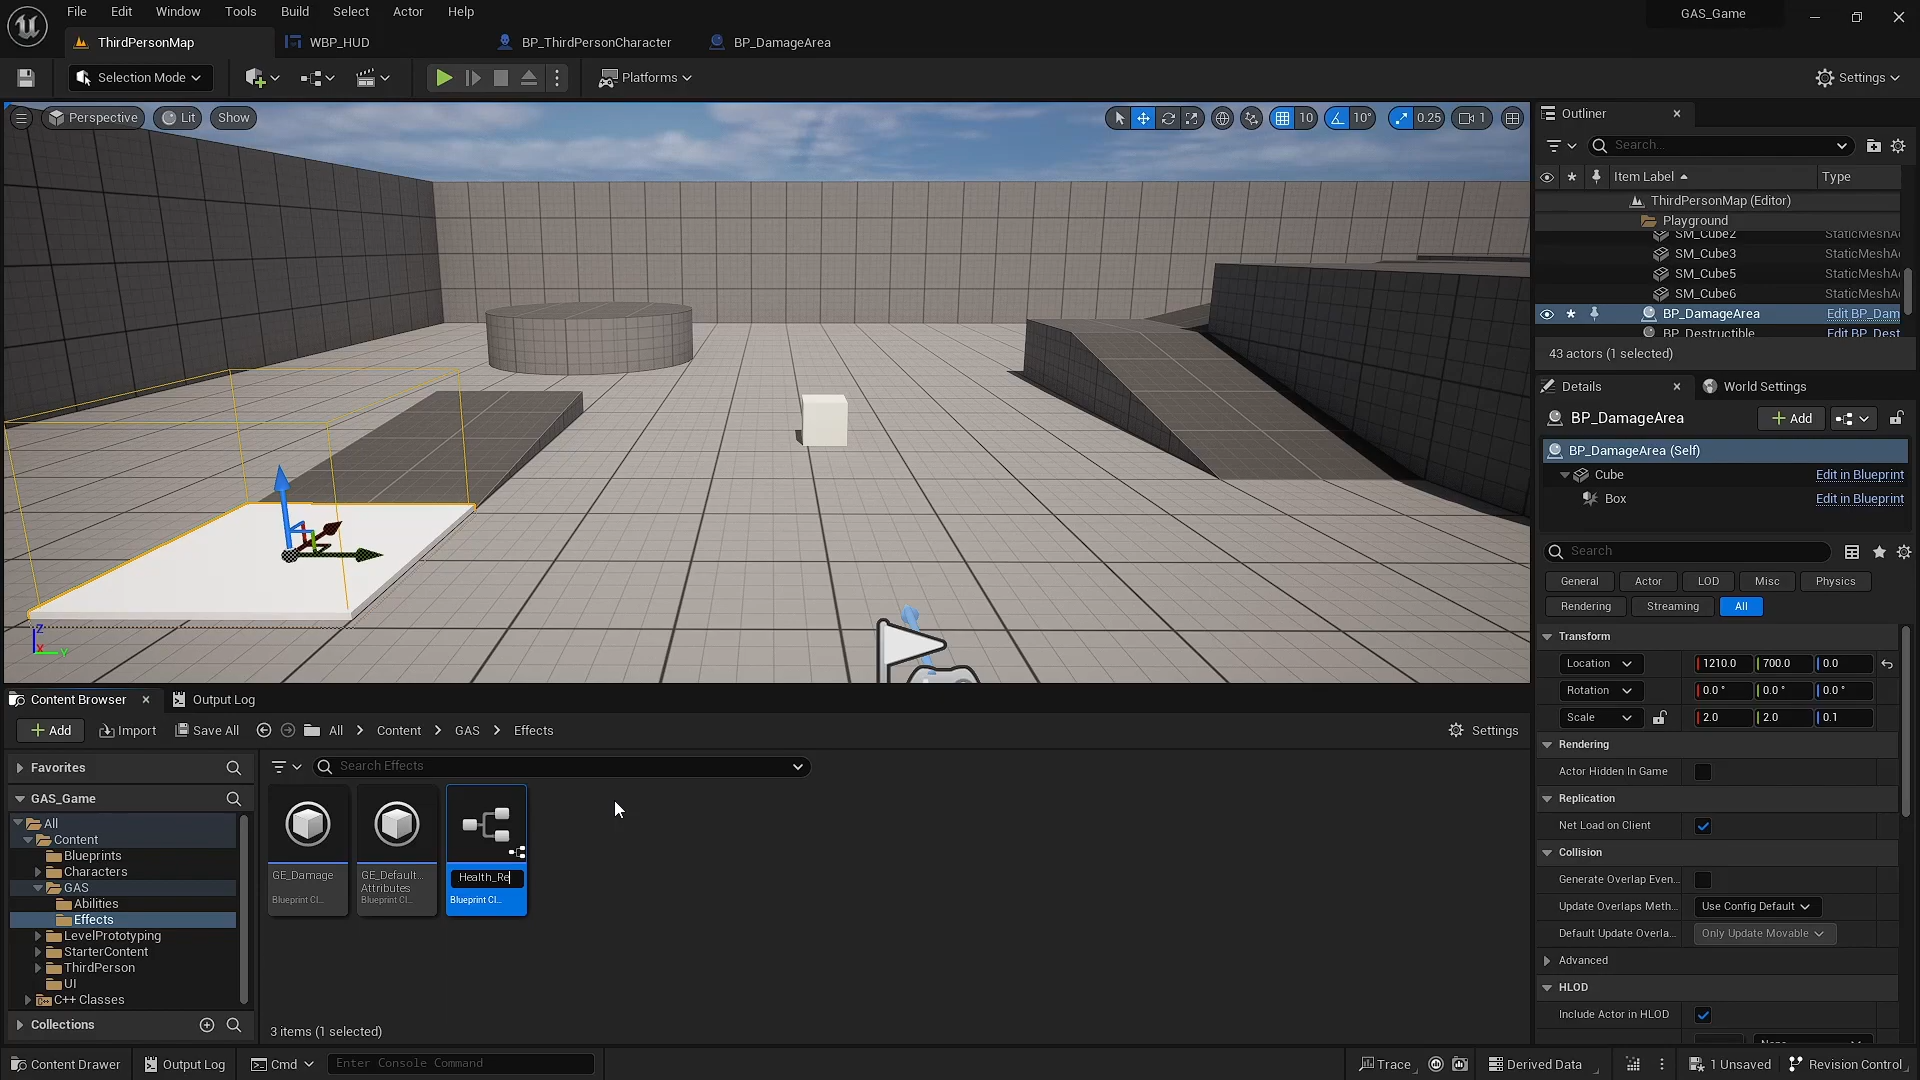 File Edit Window Tools Build Select Actor Help
GAS_Game
ThirdPersonMap WBP_HUD BP_ThirdPersonCharacter BP_DamageArea
Selection Mode Platforms Settings
Perspective Lit Show 10 10° 0.25 1
Outliner
Search...
Item Label Type
ThirdPersonMap (Editor)
Playground
SM_Cube2 StaticMeshA
SM_Cube3 StaticMeshA
SM_Cube5 StaticMeshA
SM_Cube6 StaticMeshA
BP_DamageArea Edit BP_Dam
BP_Destructible Edit BP_Dest
43 actors (1 selected)
Details World Settings
BP_DamageArea Add
BP_DamageArea (Self)
Cube Edit in Blueprint
Box Edit in Blueprint
Search
General Actor LOD Misc Physics
Rendering Streaming All
Transform
Location 1210.0 700.0 0.0
Rotation 0.0° 0.0° 0.0°
Scale 2.0 2.0 0.1
Rendering
Actor Hidden In Game
Replication
Net Load on Client
Collision
Generate Overlap Even...
Update Overlaps Meth... Use Config Default
Default Update Overla... Only Update Movable
Advanced
HLOD
Include Actor in HLOD
Z
X
Y
Content Browser Output Log
Add Import Save All All Content GAS Effects Settings
Favorites
Search Effects
GAS_Game
All
Content
Blueprints
Characters
GAS
Abilities
Effects
LevelPrototyping
StarterContent
ThirdPerson
UI
C++ Classes
Collections
GE_Damage
Blueprint Cl...
GE_Default...
Attributes
Blueprint Cl...
Health_Re
Blueprint Cl...
3 items (1 selected)
Content Drawer Output Log Cmd Enter Console Command Trace Derived Data 1 Unsaved Revision Control